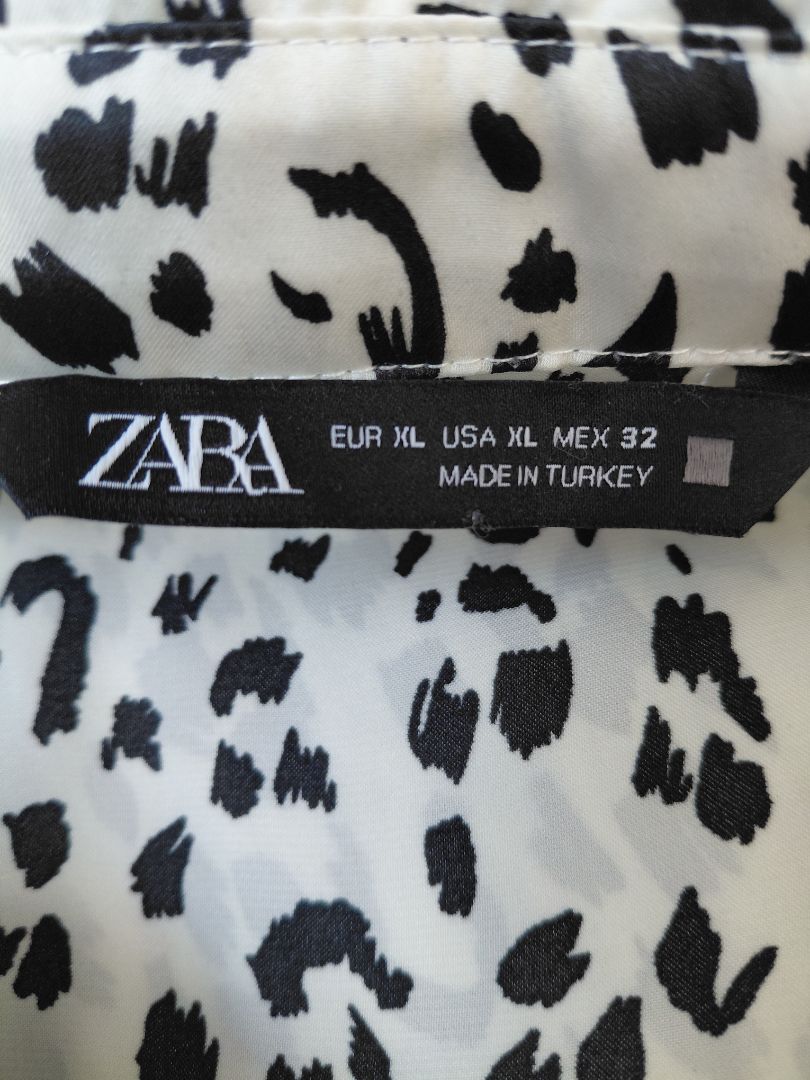 ZARA
EUR XL USA XL MEX 32
MADE IN TURKEY